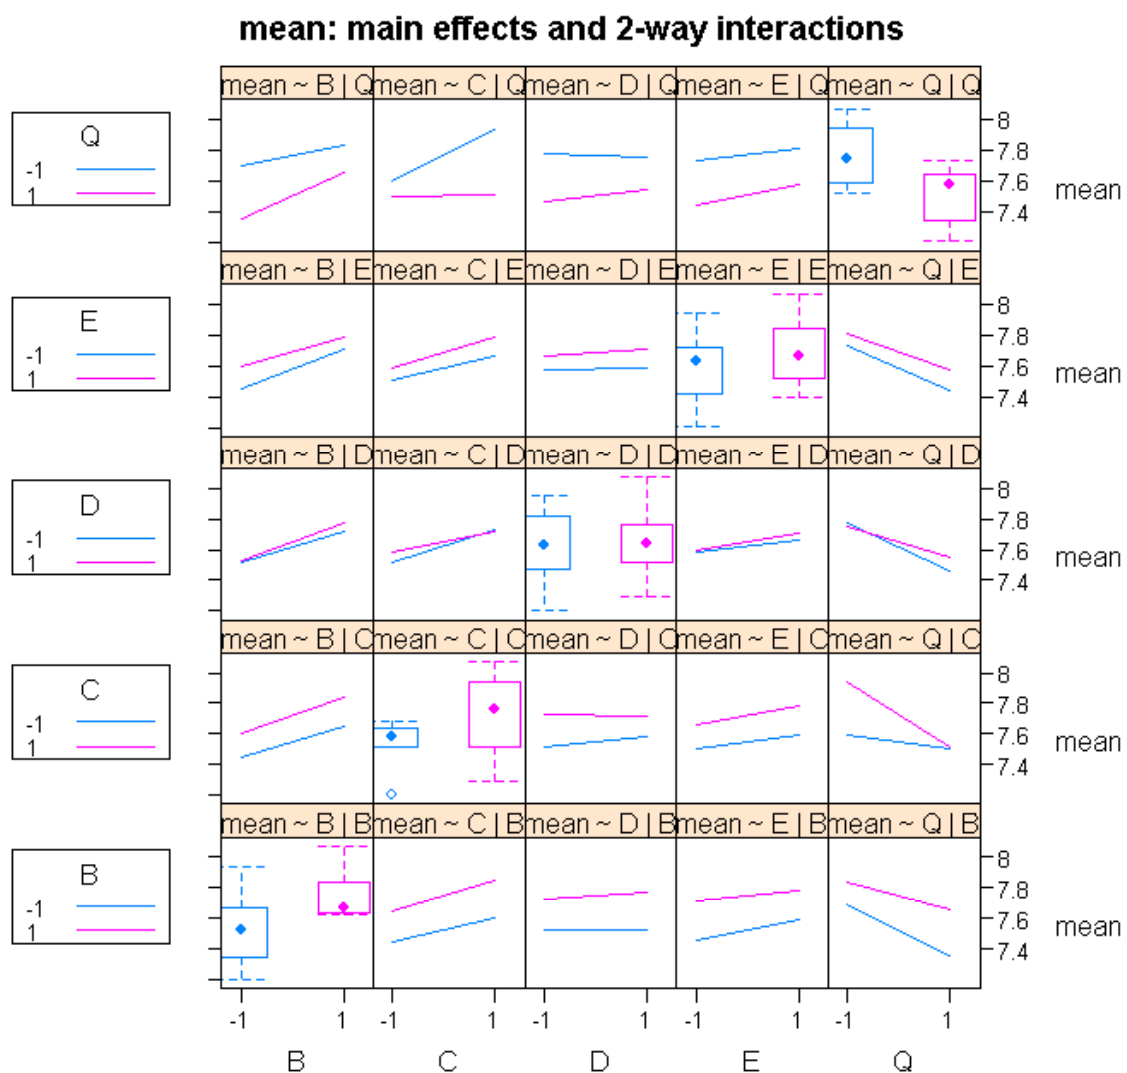 mean: main effects and 2-way interactions
mean ~ B | Q mean ~ C | Q mean ~ D | Q mean ~ E | Q mean ~ Q | Q
Q
-1
1
8
7.8
7.6
7.4
mean
mean ~ B | E mean ~ C | E mean ~ D | E mean ~ E | E mean ~ Q | E
E
-1
1
8
7.8
7.6
7.4
mean
mean ~ B | D mean ~ C | D mean ~ D | D mean ~ E | D mean ~ Q | D
D
-1
1
8
7.8
7.6
7.4
mean
mean ~ B | C mean ~ C | C mean ~ D | C mean ~ E | C mean ~ Q | C
C
-1
1
8
7.8
7.6
7.4
mean
mean ~ B | B mean ~ C | B mean ~ D | B mean ~ E | B mean ~ Q | B
B
-1
1
8
7.8
7.6
7.4
mean
-1 1 -1 1 -1 1 -1 1 -1 1
B C D E Q